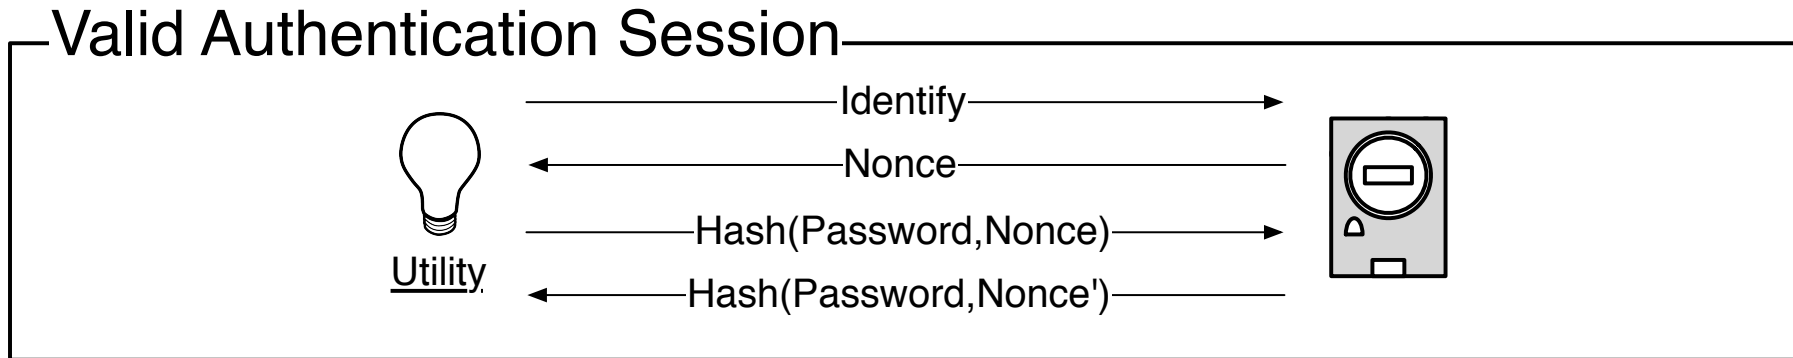 Valid Authentication Session
Identify
Nonce
Hash(Password,Nonce)
Utility
Hash(Password,Nonce')